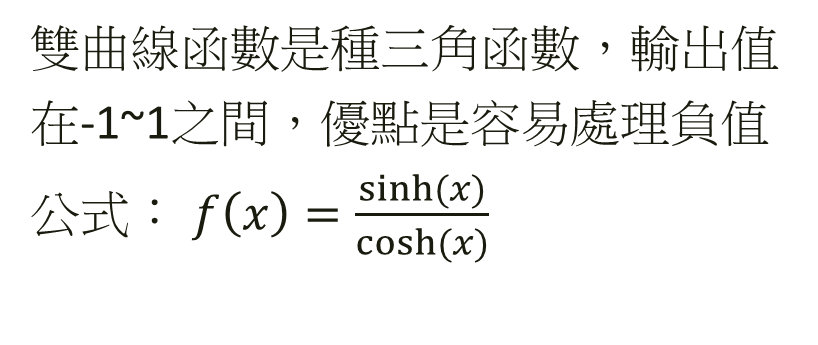 雙曲線函數是種三角函數，輸出值
在-1~1之間，優點是容易處理負值
公式： f(x) = sinh(x)/cosh(x)